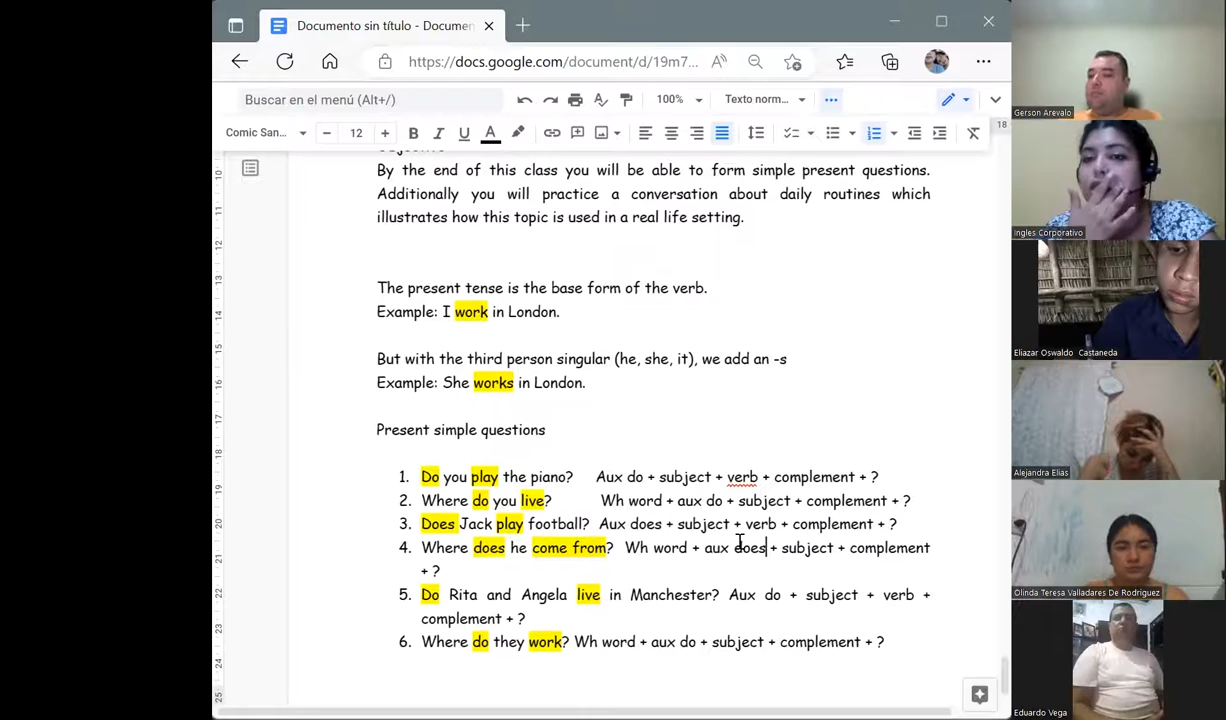 Documento sin título - Documen
https://docs.google.com/document/d/19m7...
Buscar en el menú (Alt+/)
100%
Texto norm...
Comic San...
12
18
By the end of this class you will be able to form simple present questions.
Additionally you will practice a conversation about daily routines which
illustrates how this topic is used in a real life setting.
The present tense is the base form of the verb.
Example: I work in London.
But with the third person singular (he, she, it), we add an -s
Example: She works in London.
Present simple questions
1. Do you play the piano? Aux do + subject + verb + complement + ?
2. Where do you live? Wh word + aux do + subject + complement + ?
3. Does Jack play football? Aux does + subject + verb + complement + ?
4. Where does he come from? Wh word + aux does + subject + complement
+ ?
5. Do Rita and Angela live in Manchester? Aux do + subject + verb +
complement + ?
6. Where do they work? Wh word + aux do + subject + complement + ?
Gerson Arevalo
Ingles Corporativo
Eliazar Oswaldo Castaneda
Alejandra Elias
Olinda Teresa Valladares De Rodriguez
Eduardo Vega